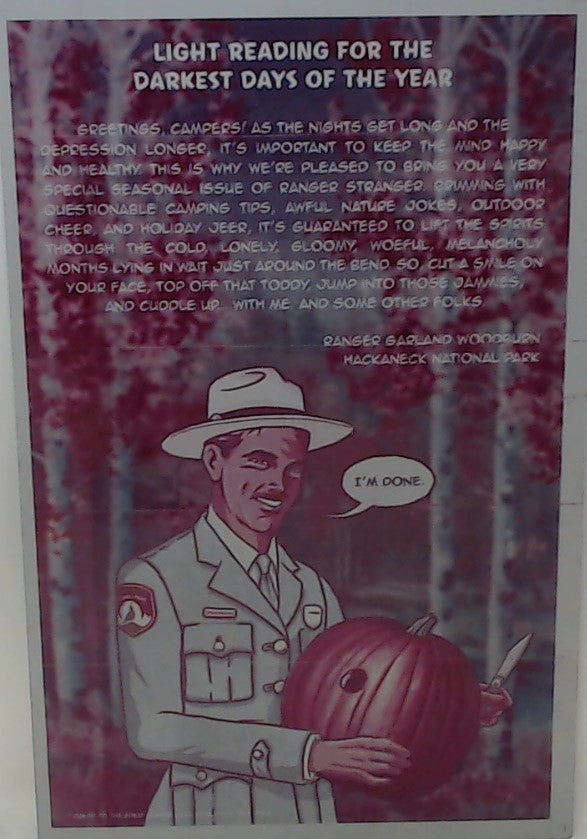 LIGHT READING FOR THE
DARKEST DAYS OF THE YEAR
GREETINGS, CAMPERS! AS THE NIGHTS GET LONG AND THE
DEPRESSION LONGER, IT'S IMPORTANT TO KEEP THE MIND HAPPY
AND HEALTHY. THIS IS WHY WE'RE PLEASED TO BRING YOU A VERY
SPECIAL SEASONAL ISSUE OF RANGER STRANGER. BRIMMING WITH
QUESTIONABLE CAMPING TIPS, AWFUL NATURE JOKES, OUTDOOR
CHEER, AND HOLIDAY JEER, IT'S GUARANTEED TO LIFT THE SPIRITS
THROUGH THE COLD, LONELY, GLOOMY, WOEFUL, MELANCHOLY
MONTHS LYING IN WAIT JUST AROUND THE BEND. SO, CUT A SMILE ON
YOUR FACE, TOP OFF THAT TODDY, JUMP INTO THOSE JAMMIES,
AND CUDDLE UP... WITH ME. AND SOME OTHER FOLKS.
RANGER GARLAND WOODBURN
HACKANECK NATIONAL PARK
I'M DONE.